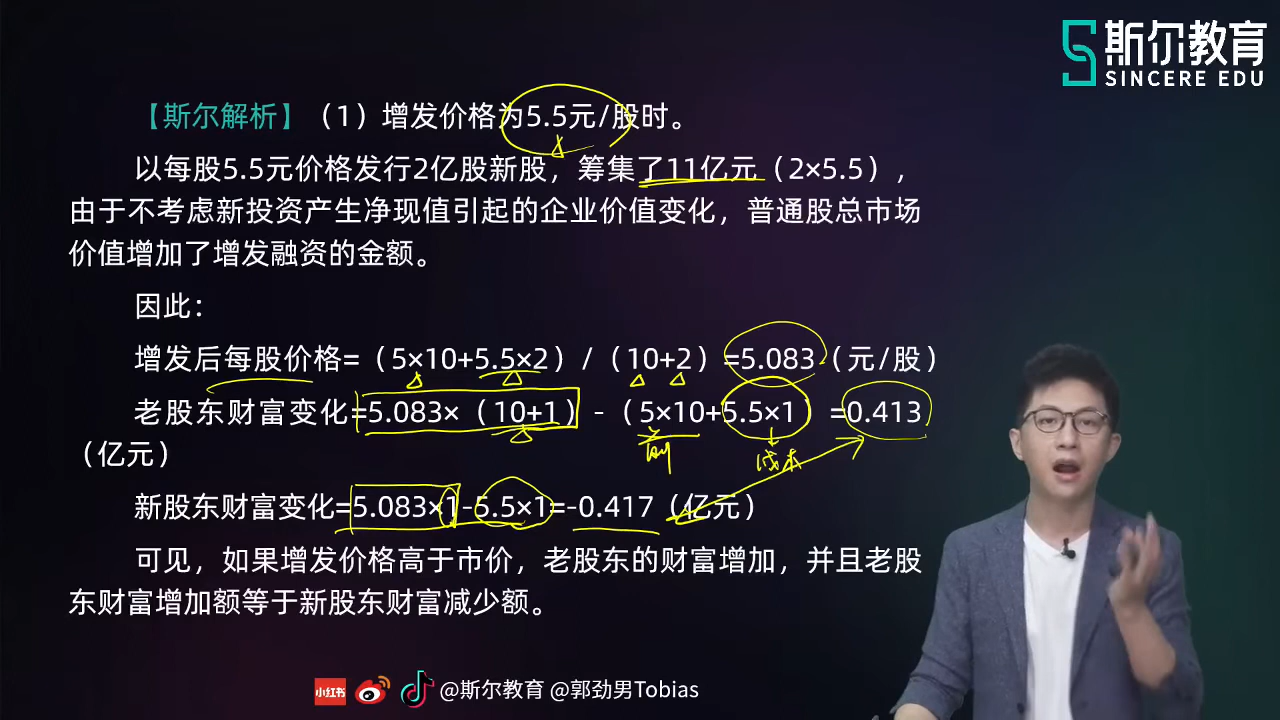 斯尔教育
SINCERE EDU
【斯尔解析】（1）增发价格为5.5元/股时。
以每股5.5元价格发行2亿股新股，筹集了11亿元（2×5.5），
由于不考虑新投资产生净现值引起的企业价值变化，普通股总市场
价值增加了增发融资的金额。
因此：
增发后每股价格=（5×10+5.5×2）/（10+2）=5.083（元/股）
老股东财富变化=5.083×（10+1）-（5×10+5.5×1）=0.413
（亿元）
前
成本
新股东财富变化=5.083×1-5.5×1=-0.417（亿元）
可见，如果增发价格高于市价，老股东的财富增加，并且老股
东财富增加额等于新股东财富减少额。
小红书
@斯尔教育 @郭劲男Tobias